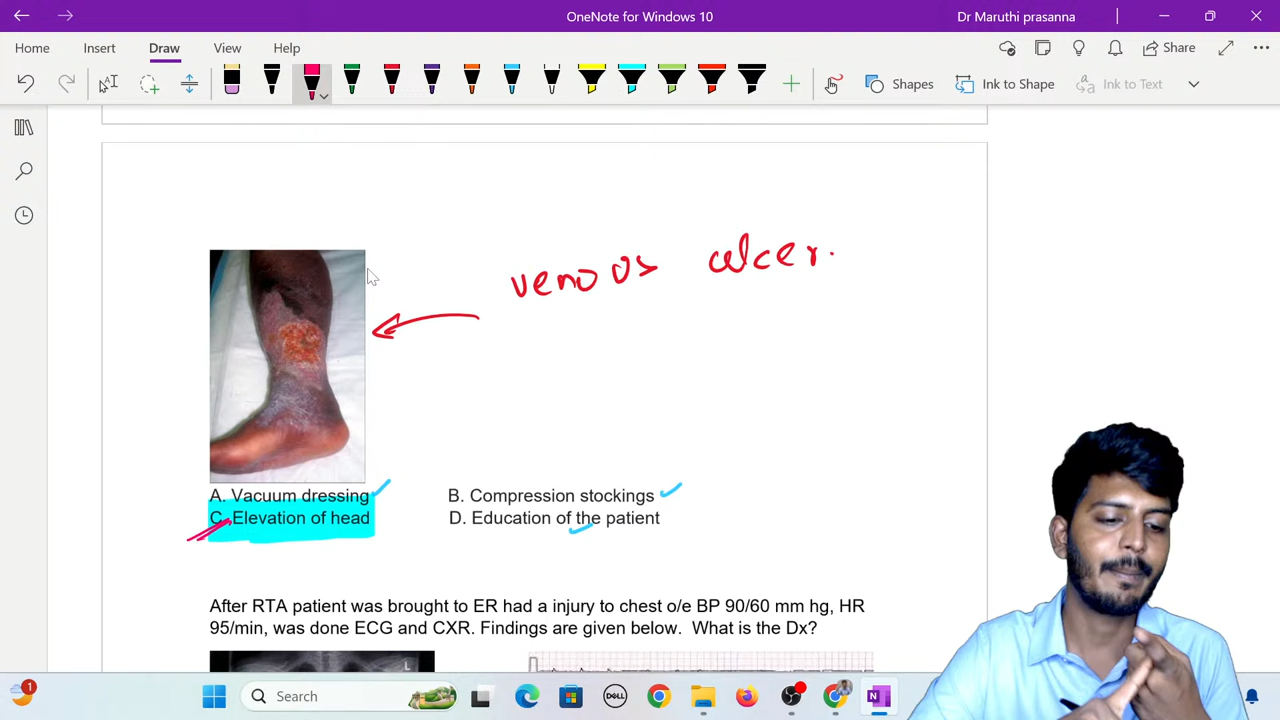 OneNote for Windows 10
Dr Maruthi prasanna
Home Insert Draw View Help
Share
Shapes Ink to Shape Ink to Text
venous ulcer.
A. Vacuum dressing B. Compression stockings
C. Elevation of head D. Education of the patient
After RTA patient was brought to ER had a injury to chest o/e BP 90/60 mm hg, HR
95/min, was done ECG and CXR. Findings are given below. What is the Dx?
L
1 Search DELL N